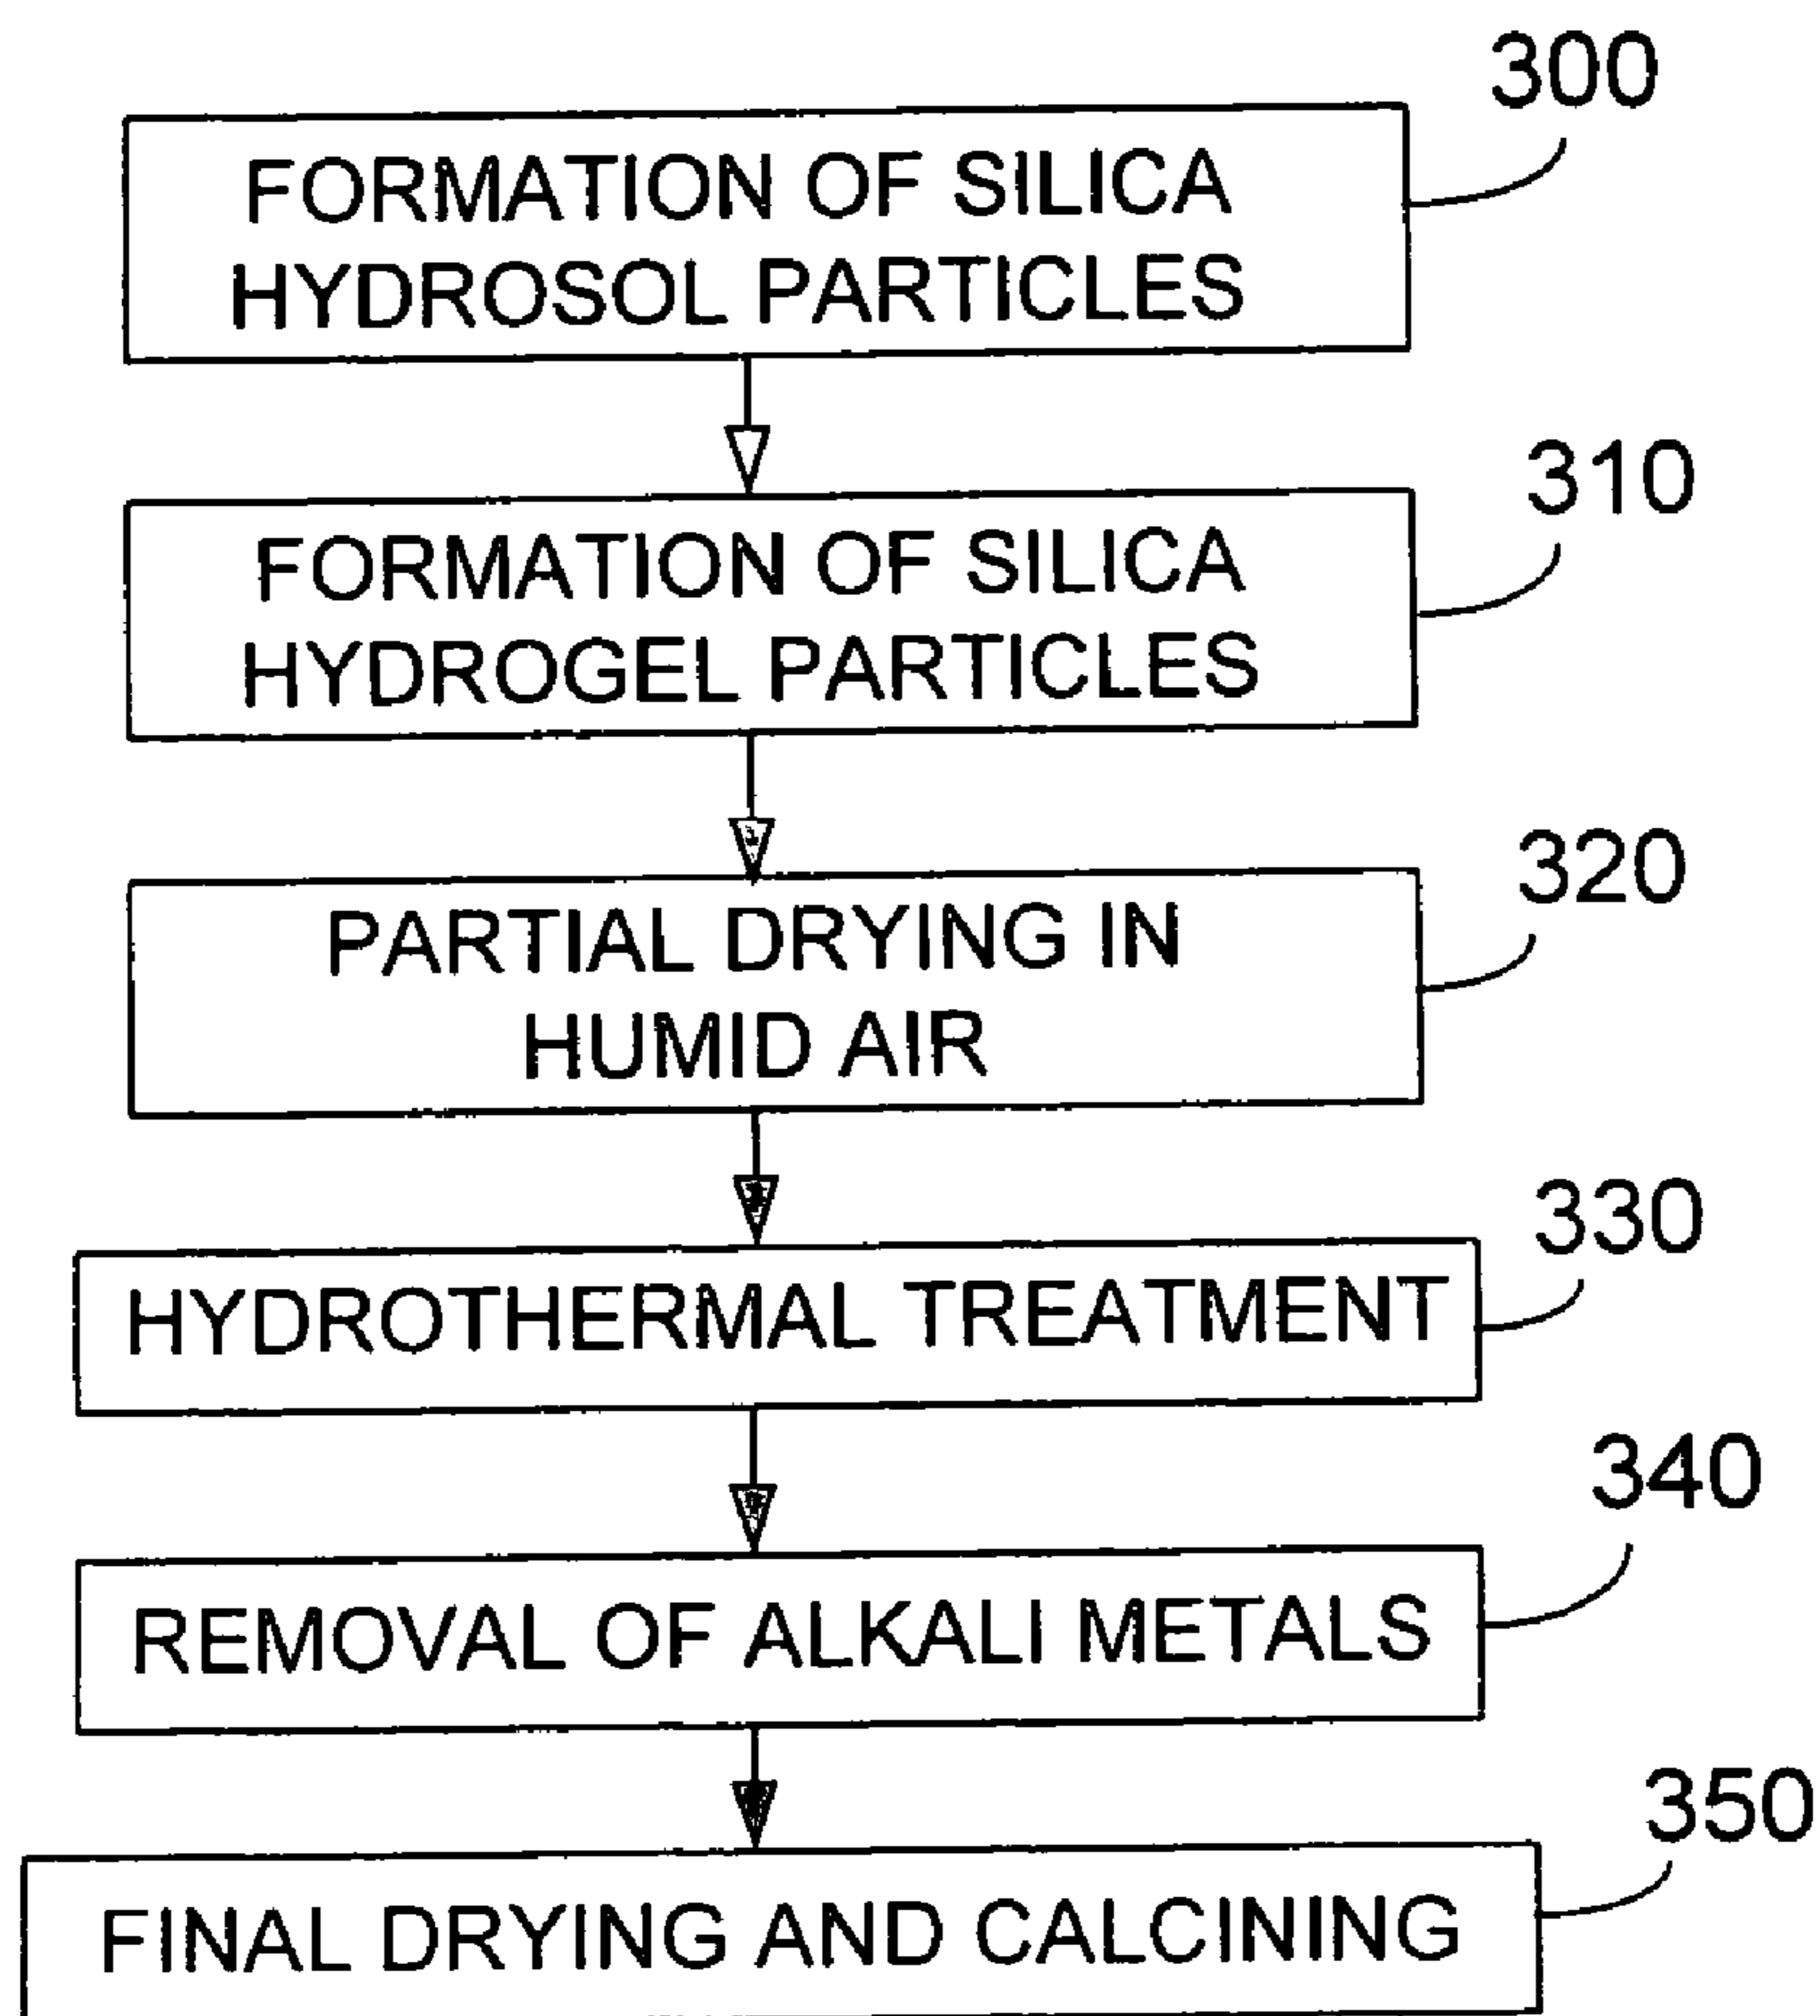 300
FORMATION OF SILICA
HYDROSOL PARTICLES
310
FORMATION OF SILICA
HYDROGEL PARTICLES
320
PARTIAL DRYING IN
HUMID AIR
330
HYDROTHERMAL TREATMENT
340
REMOVAL OF ALKALI METALS
350
FINAL DRYING AND CALCINING